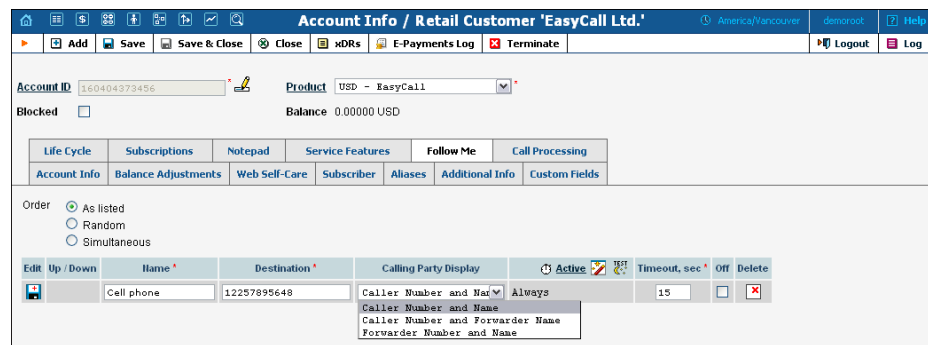 Account Info / Retail Customer 'EasyCall Ltd.' America/Vancouver demoroot Help
Add Save Save & Close Close xDRs E-Payments Log Terminate Logout Log
Account ID 160404373456 * Product USD - EasyCall *
Blocked Balance 0.00000 USD
Life Cycle Subscriptions Notepad Service Features Follow Me Call Processing
Account Info Balance Adjustments Web Self-Care Subscriber Aliases Additional Info Custom Fields
Order As listed
Random
Simultaneous
Edit Up / Down Name * Destination * Calling Party Display Active TEST Timeout, sec * Off Delete
Cell phone 12257895648 Caller Number and Nam Always 15
Caller Number and Name
Caller Number and Forwarder Name
Forwarder Number and Name